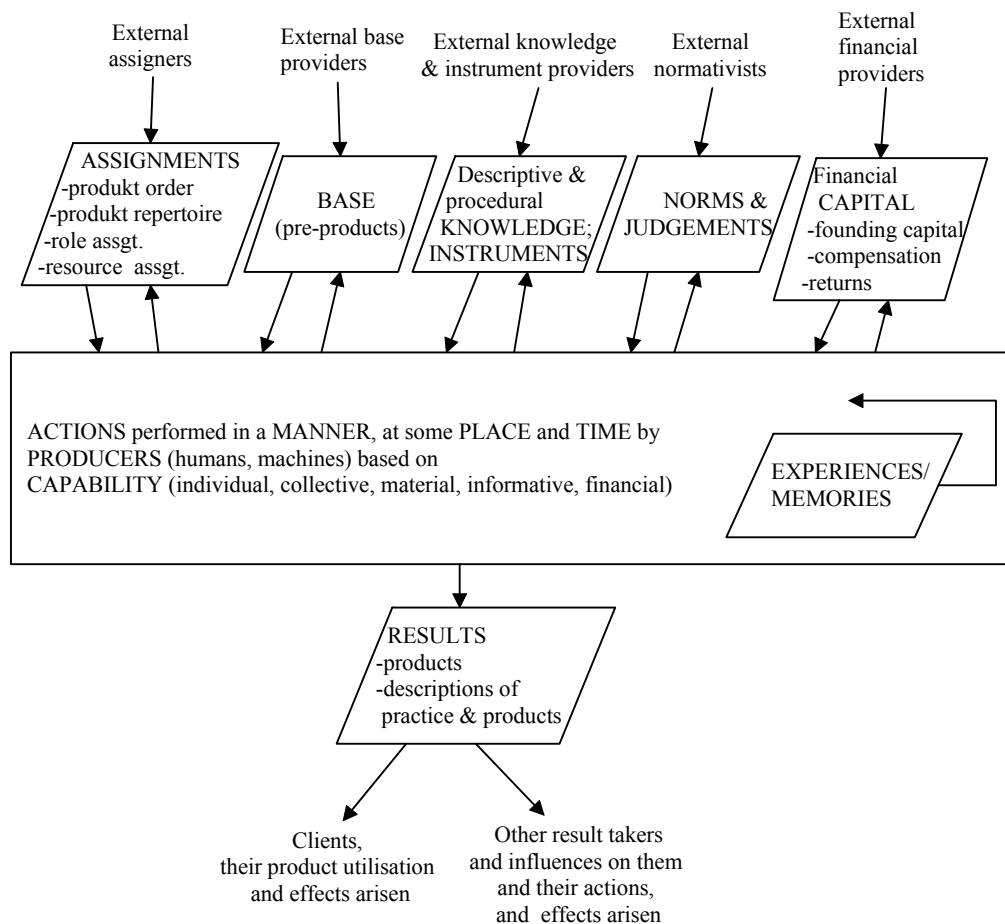 External
assigners
External base
providers
External knowledge
& instrument providers
External
normativists
External
financial
providers
ASSIGNMENTS
-produkt order
-produkt repertoire
-role assgt.
-resource assgt.
BASE
(pre-products)
Descriptive &
procedural
KNOWLEDGE;
INSTRUMENTS
NORMS &
JUDGEMENTS
Financial
CAPITAL
-founding capital
-compensation
-returns
ACTIONS performed in a MANNER, at some PLACE and TIME by
PRODUCERS (humans, machines) based on
CAPABILITY (individual, collective, material, informative, financial)
EXPERIENCES/
MEMORIES
RESULTS
-products
-descriptions of
practice & products
Clients,
their product utilisation
and effects arisen
Other result takers
and influences on them
and their actions,
and effects arisen